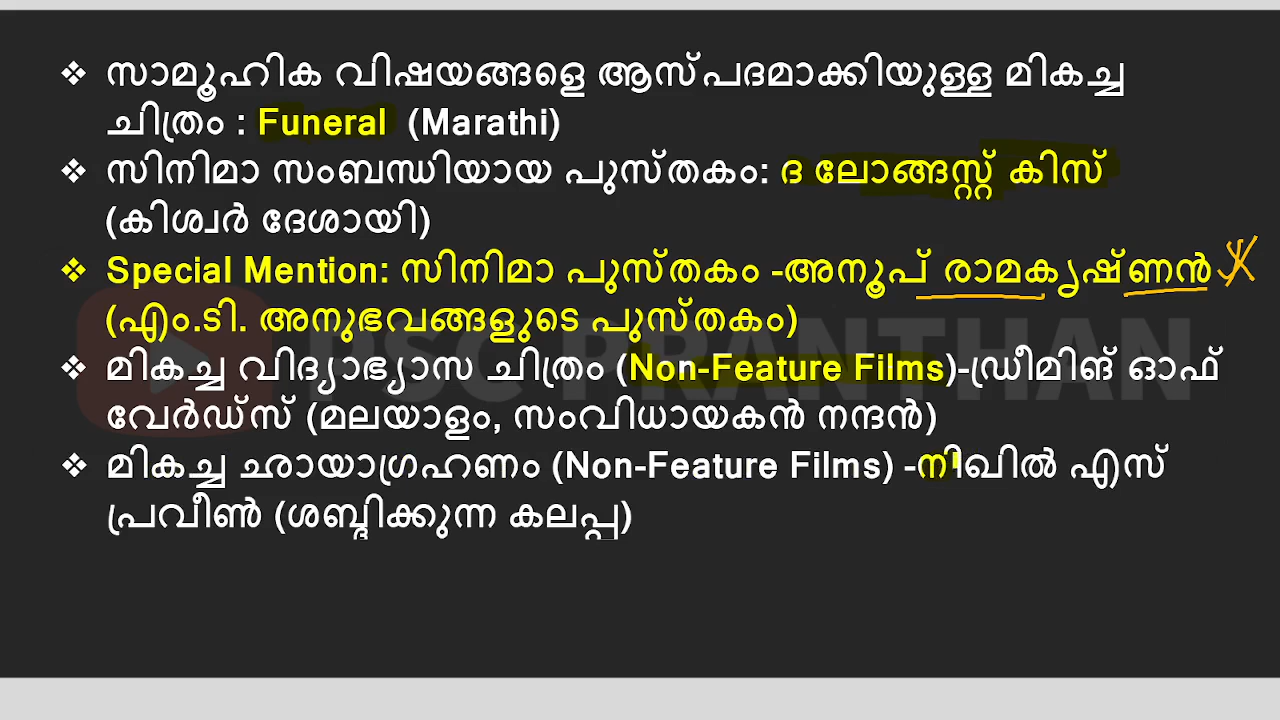 ❖ സാമൂഹിക വിഷയങ്ങളെ ആസ്പദമാക്കിയുള്ള മികച്ച
ചിത്രം : Funeral (Marathi)
❖ സിനിമാ സംബന്ധിയായ പുസ്തകം: ദ ലോങ്ങസ്റ്റ് കിസ്
(കിശ്വർ ദേശായി)
❖ Special Mention: സിനിമാ പുസ്തകം -അനൂപ് രാമകൃഷ്ണൻ
(എം.ടി. അനുഭവങ്ങളുടെ പുസ്തകം)
❖ മികച്ച വിദ്യാഭ്യാസ ചിത്രം (Non-Feature Films)-ഡ്രീമിങ് ഓഫ്
വേർഡ്സ് (മലയാളം, സംവിധായകൻ നന്ദൻ)
❖ മികച്ച ഛായാഗ്രഹണം (Non-Feature Films) -നിഖിൽ എസ്
പ്രവീൺ (ശബ്ദിക്കുന്ന കലപ്പ)
PSC PRANTHAN